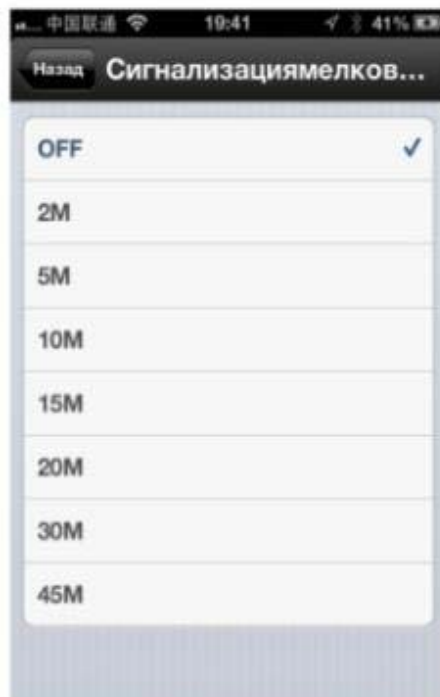 中国联通 19:41 41%
Назад Сигнализациямелков...
OFF
2M
5M
10M
15M
20M
30M
45M